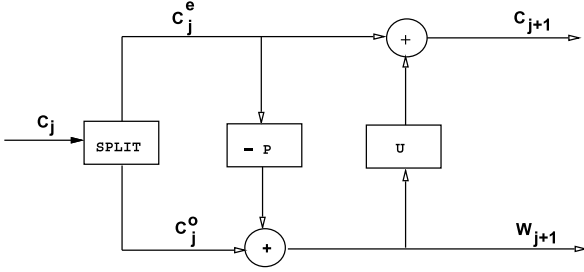 C_j^e
C_{j+1}
+
C_j
SPLIT
- P
U
C_j^o
+
W_{j+1}